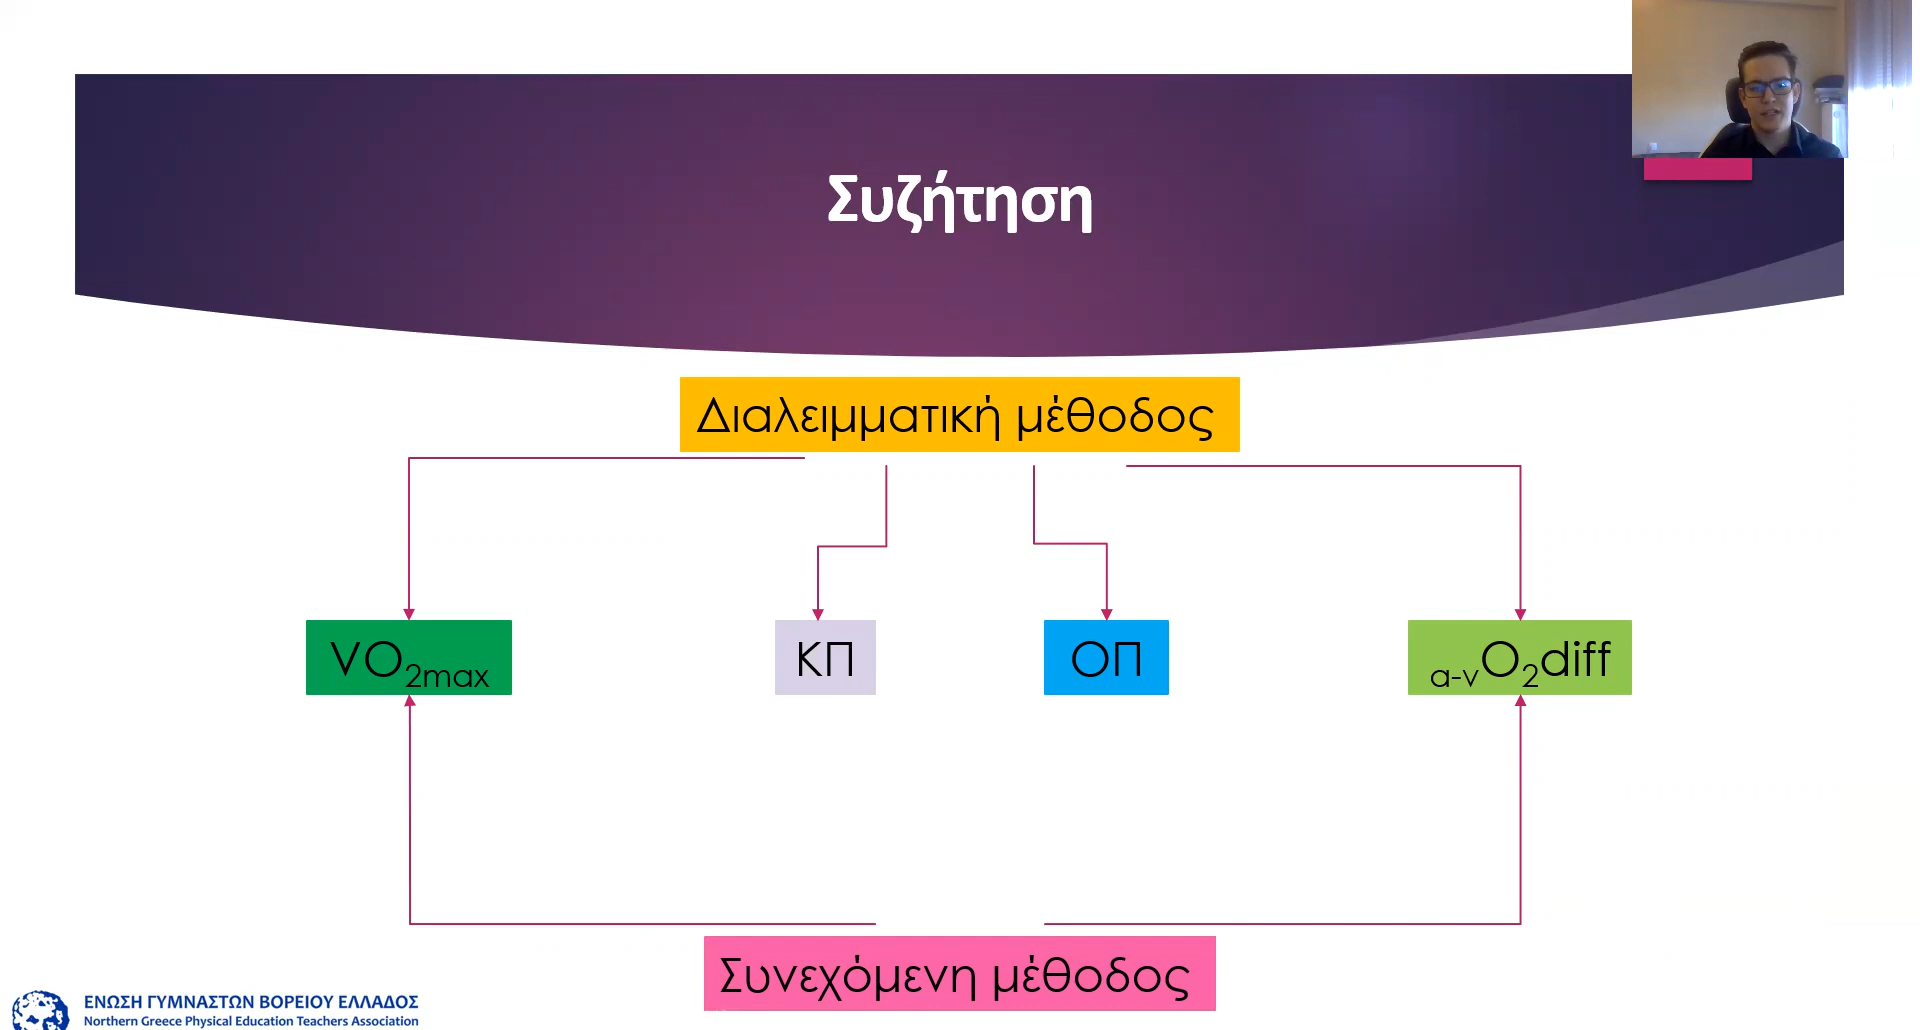 Συζήτηση
Διαλειμματική μέθοδος
VO₂max
ΚΠ
ΟΠ
a-vO₂diff
Συνεχόμενη μέθοδος
ΕΝΩΣΗ ΓΥΜΝΑΣΤΩΝ ΒΟΡΕΙΟΥ ΕΛΛΑΔΟΣ
Northern Greece Physical Education Teachers Association